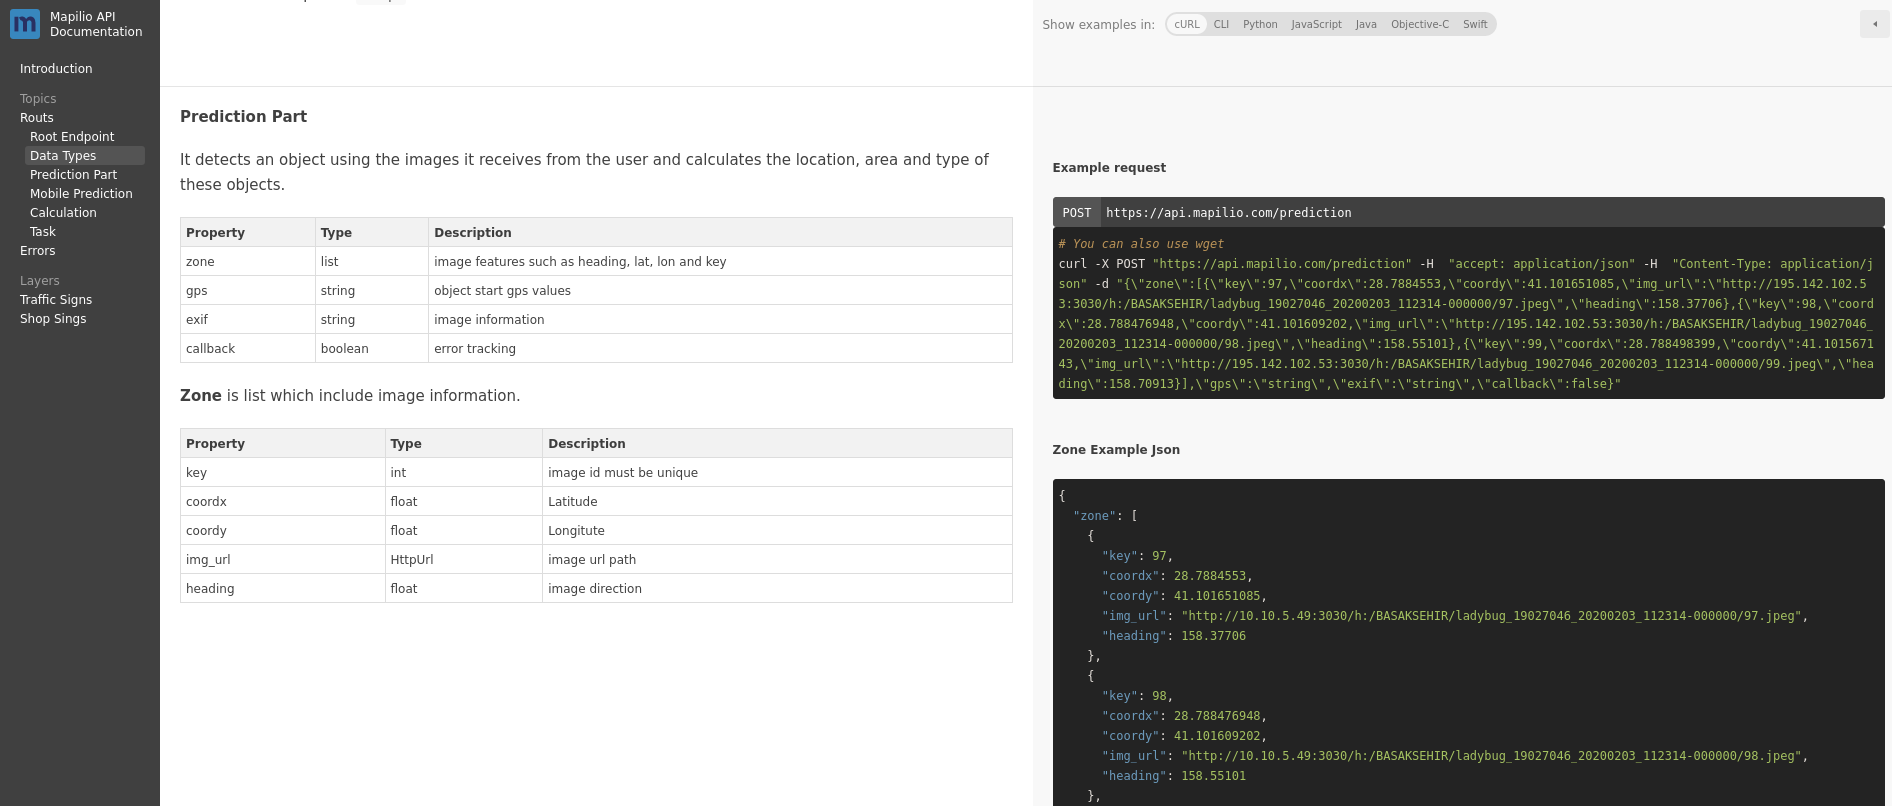 Mapilio API
Documentation
Introduction
Topics
Routs
Root Endpoint
Data Types
Prediction Part
Mobile Prediction
Calculation
Task
Errors
Layers
Traffic Signs
Shop Sings
Prediction Part
It detects an object using the images it receives from the user and calculates the location, area and type of
these objects.
Property Type Description
zone list image features such as heading, lat, lon and key
gps string object start gps values
exif string image information
callback boolean error tracking
Zone is list which include image information.
Property Type Description
key int image id must be unique
coordx float Latitude
coordy float Longitute
img_url HttpUrl image url path
heading float image direction
Show examples in: cURL CLI Python JavaScript Java Objective-C Swift
Example request
POST https://api.mapilio.com/prediction
# You can also use wget
curl -X POST "https://api.mapilio.com/prediction" -H  "accept: application/json" -H  "Content-Type: application/j
son" -d "{\"zone\":[{\"key\":97,\"coordx\":28.7884553,\"coordy\":41.101651085,\"img_url\":\"http://195.142.102.5
3:3030/h:/BASAKSEHIR/ladybug_19027046_20200203_112314-000000/97.jpeg\",\"heading\":158.37706},{\"key\":98,\"coord
x\":28.788476948,\"coordy\":41.101609202,\"img_url\":\"http://195.142.102.53:3030/h:/BASAKSEHIR/ladybug_19027046_
20200203_112314-000000/98.jpeg\",\"heading\":158.55101},{\"key\":99,\"coordx\":28.788498399,\"coordy\":41.1015671
43,\"img_url\":\"http://195.142.102.53:3030/h:/BASAKSEHIR/ladybug_19027046_20200203_112314-000000/99.jpeg\",\"hea
ding\":158.70913}],\"gps\":\"string\",\"exif\":\"string\",\"callback\":false}"
Zone Example Json
{
"zone": [
{
"key": 97,
"coordx": 28.7884553,
"coordy": 41.101651085,
"img_url": "http://10.10.5.49:3030/h:/BASAKSEHIR/ladybug_19027046_20200203_112314-000000/97.jpeg",
"heading": 158.37706
},
{
"key": 98,
"coordx": 28.788476948,
"coordy": 41.101609202,
"img_url": "http://10.10.5.49:3030/h:/BASAKSEHIR/ladybug_19027046_20200203_112314-000000/98.jpeg",
"heading": 158.55101
},